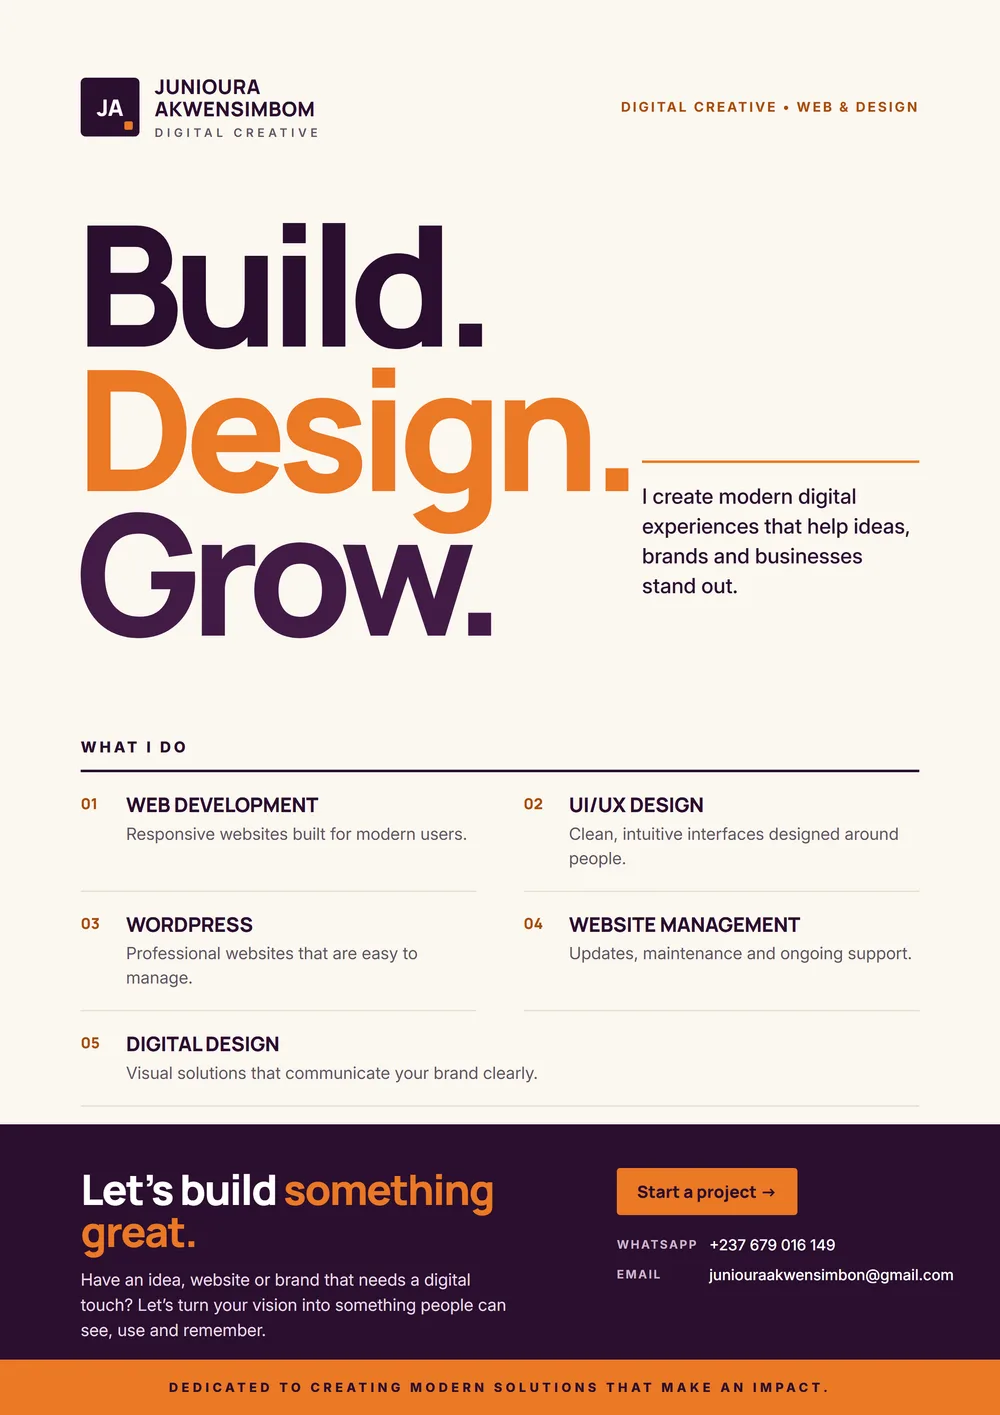 JA
JUNIOURA
AKWENSIMBOM
DIGITAL CREATIVE
DIGITAL CREATIVE • WEB & DESIGN
Build.
Design.
Grow.
I create modern digital
experiences that help ideas,
brands and businesses
stand out.
WHAT I DO
01 WEB DEVELOPMENT
Responsive websites built for modern users.
02 UI/UX DESIGN
Clean, intuitive interfaces designed around
people.
03 WORDPRESS
Professional websites that are easy to
manage.
04 WEBSITE MANAGEMENT
Updates, maintenance and ongoing support.
05 DIGITAL DESIGN
Visual solutions that communicate your brand clearly.
Let’s build something
great.
Have an idea, website or brand that needs a digital
touch? Let’s turn your vision into something people can
see, use and remember.
Start a project →
WHATSAPP +237 679 016 149
EMAIL juniouraakwensimbon@gmail.com
DEDICATED TO CREATING MODERN SOLUTIONS THAT MAKE AN IMPACT.